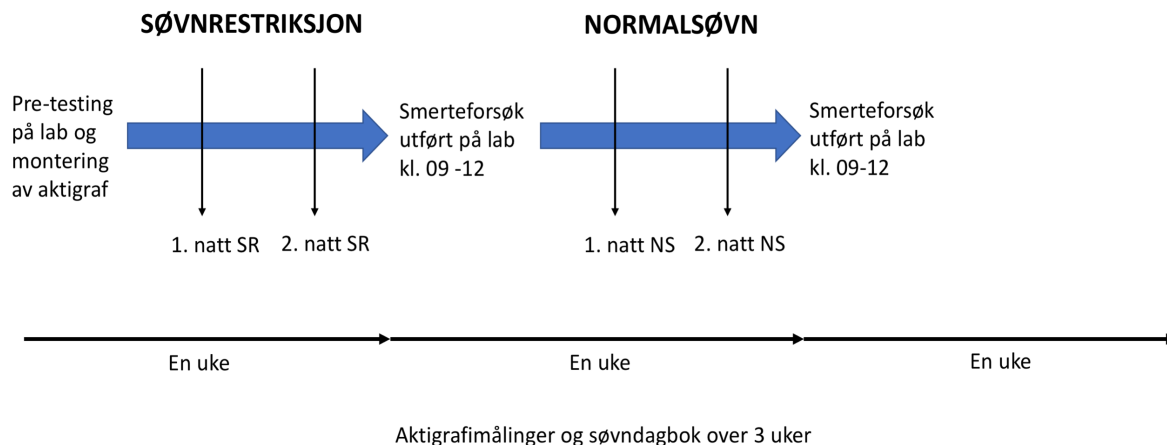 SØVNRESTRIKSJON
NORMALSØVN
Pre-testing
på lab og
montering
av aktigraf
Smerteforsøk
utført på lab
kl. 09 -12
Smerteforsøk
utført på lab
kl. 09-12
1. natt SR
2. natt SR
1. natt NS
2. natt NS
En uke
En uke
En uke
Aktigrafimålinger og søvndagbok over 3 uker